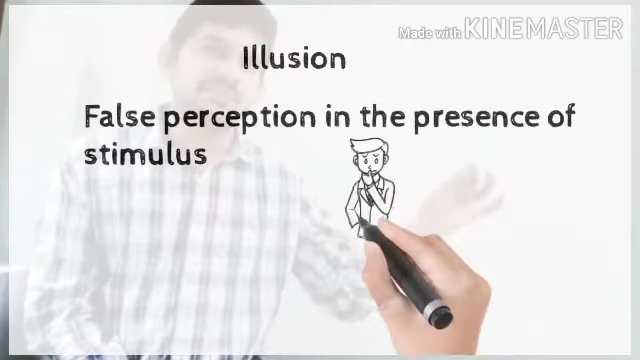 Made with KINEMASTER
Illusion
False perception in the presence of
stimulus